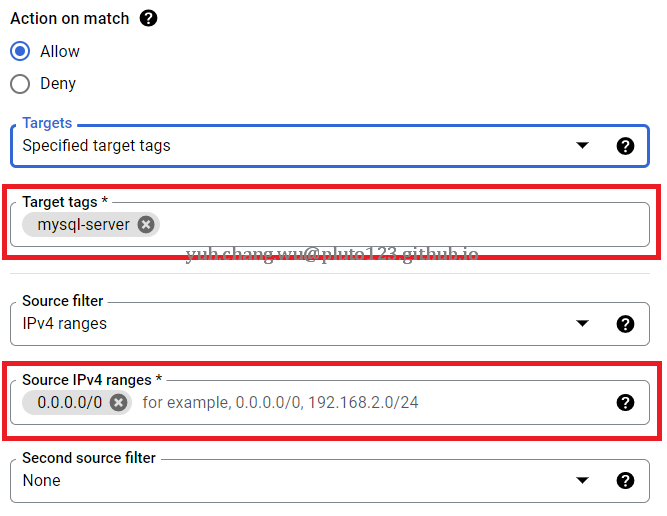 Action on match
Allow
Deny
Targets
Specified target tags
Target tags *
mysql-server
yuh.chang.wu@pluto123.github.io
Source filter
IPv4 ranges
Source IPv4 ranges *
0.0.0.0/0 for example, 0.0.0.0/0, 192.168.2.0/24
Second source filter
None